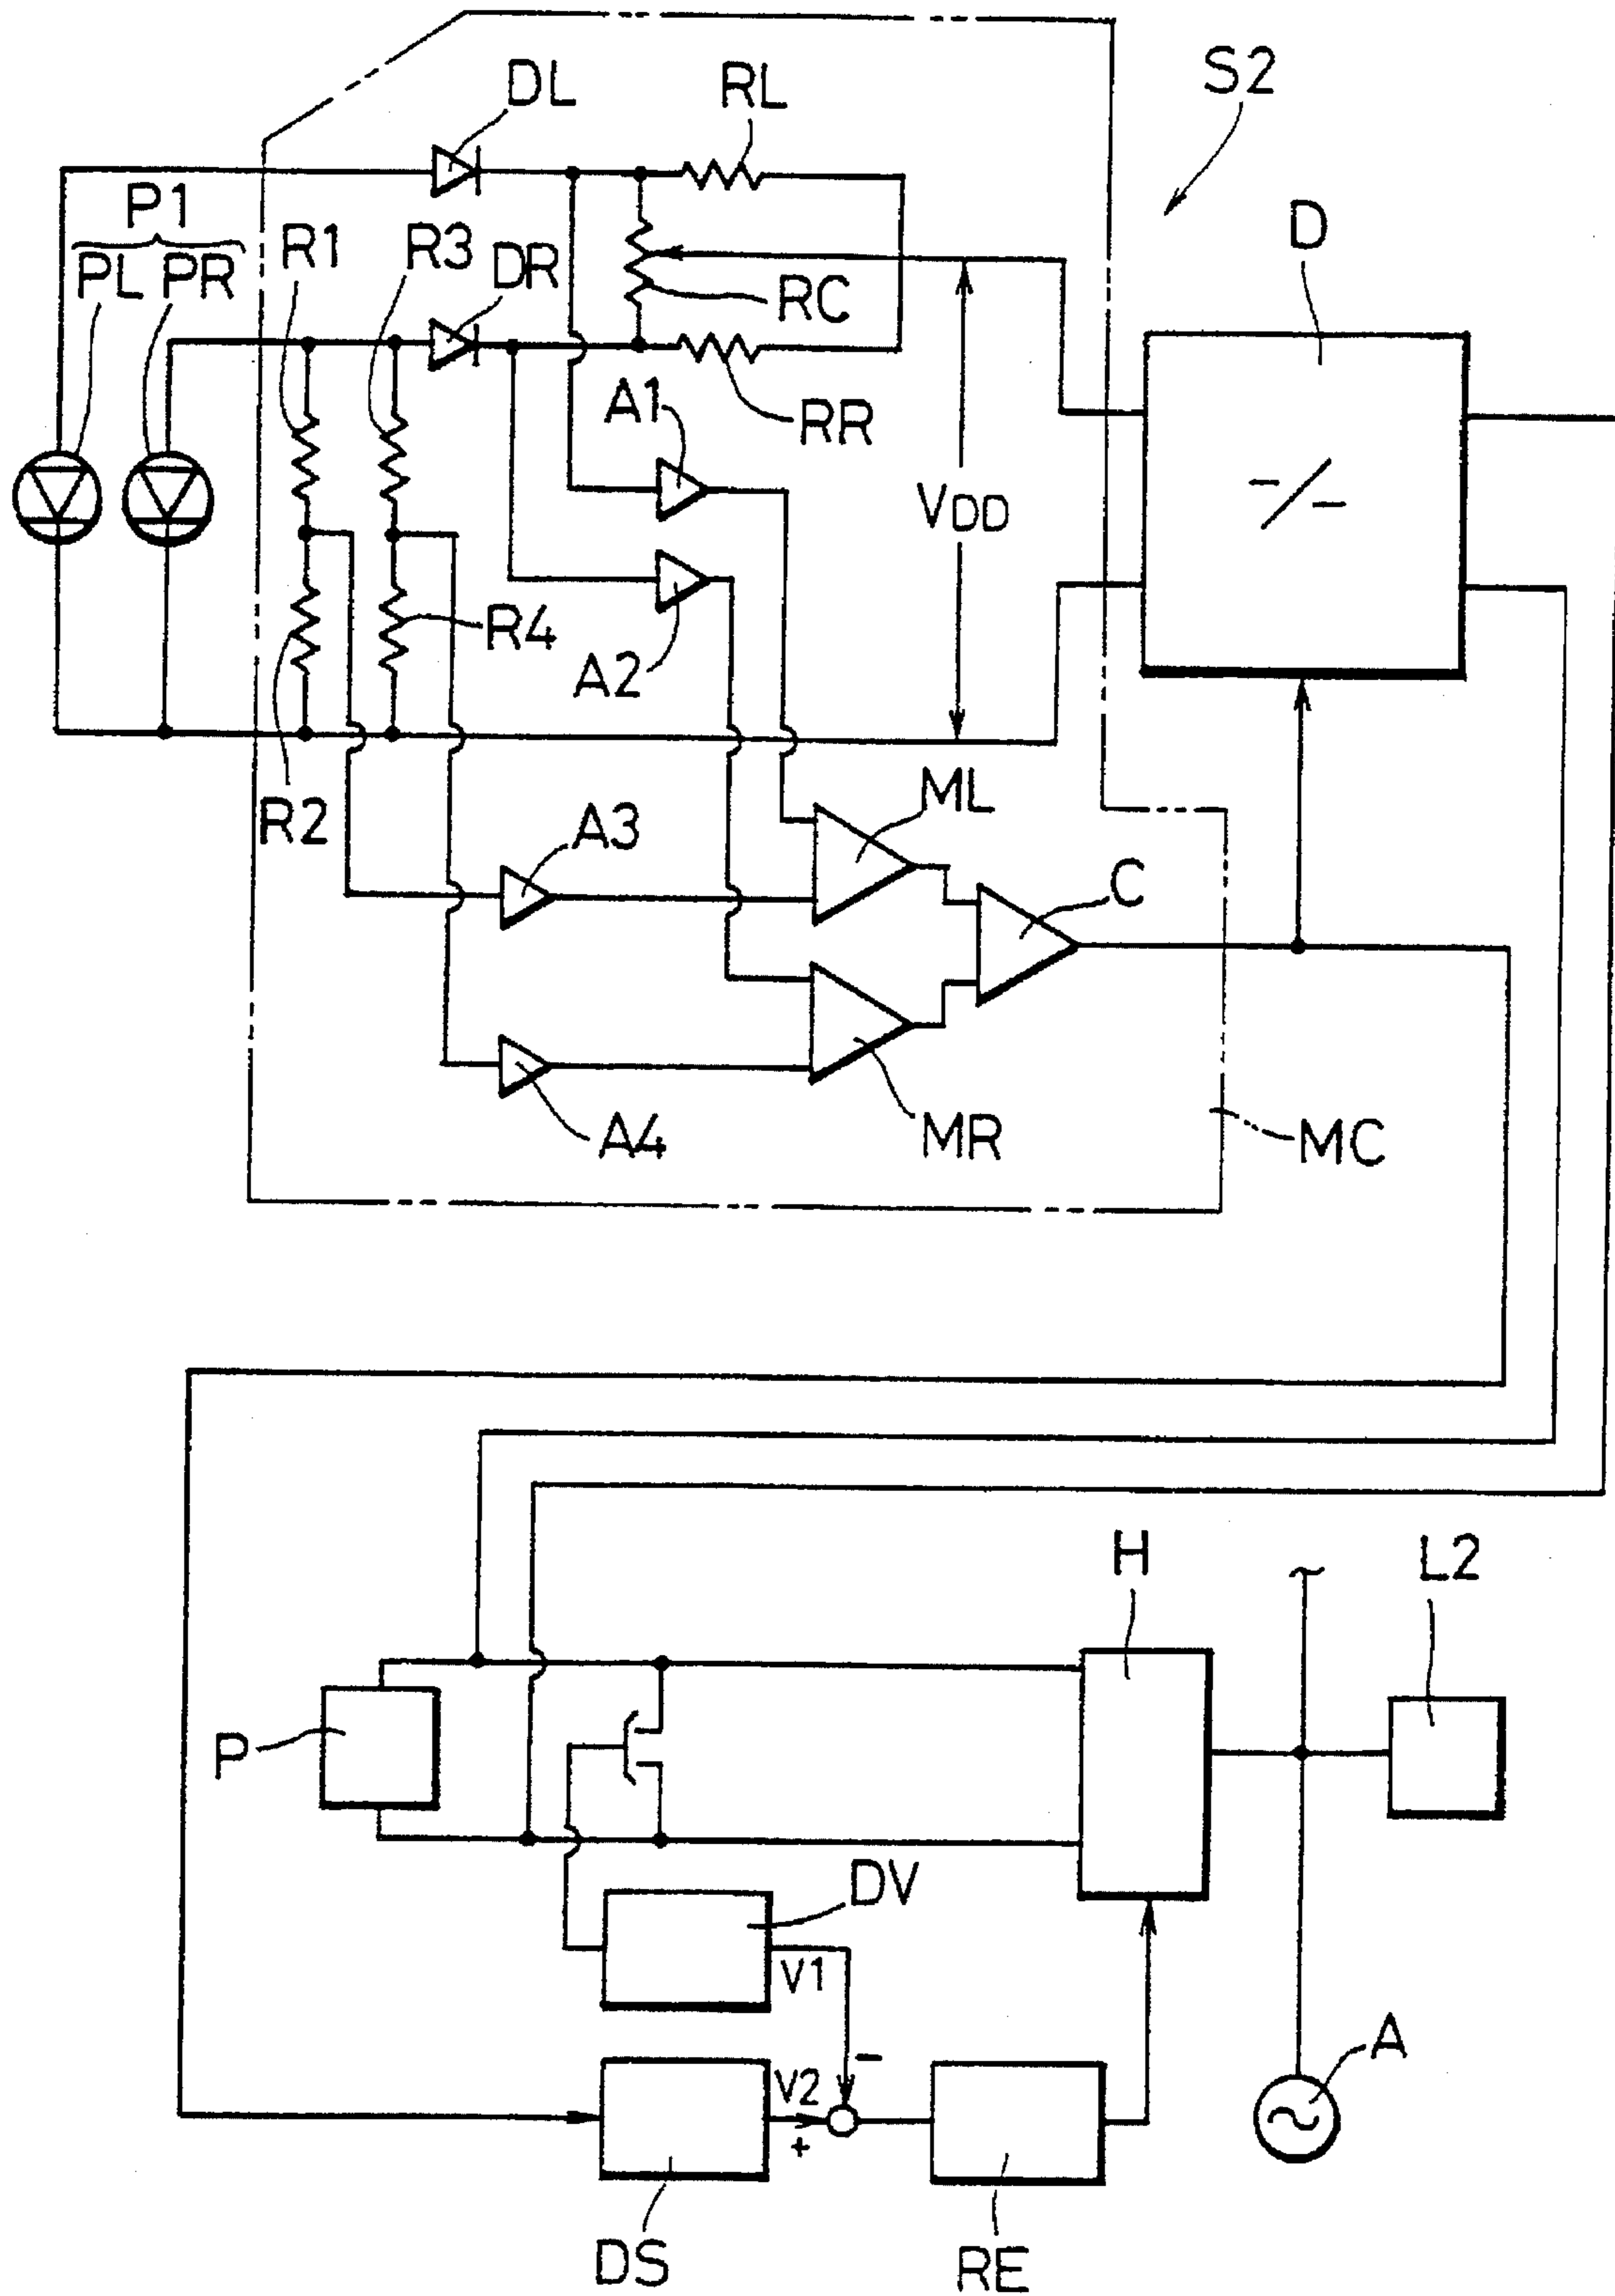 S2
DL
RL
D
P1
PL
PR
R1
R3
DR
RC
A1
RR
VDD
-/-
R4
A2
R2
A3
ML
C
A4
MR
MC
H
L2
P
DV
V1
-
A
V2
+
DS
RE